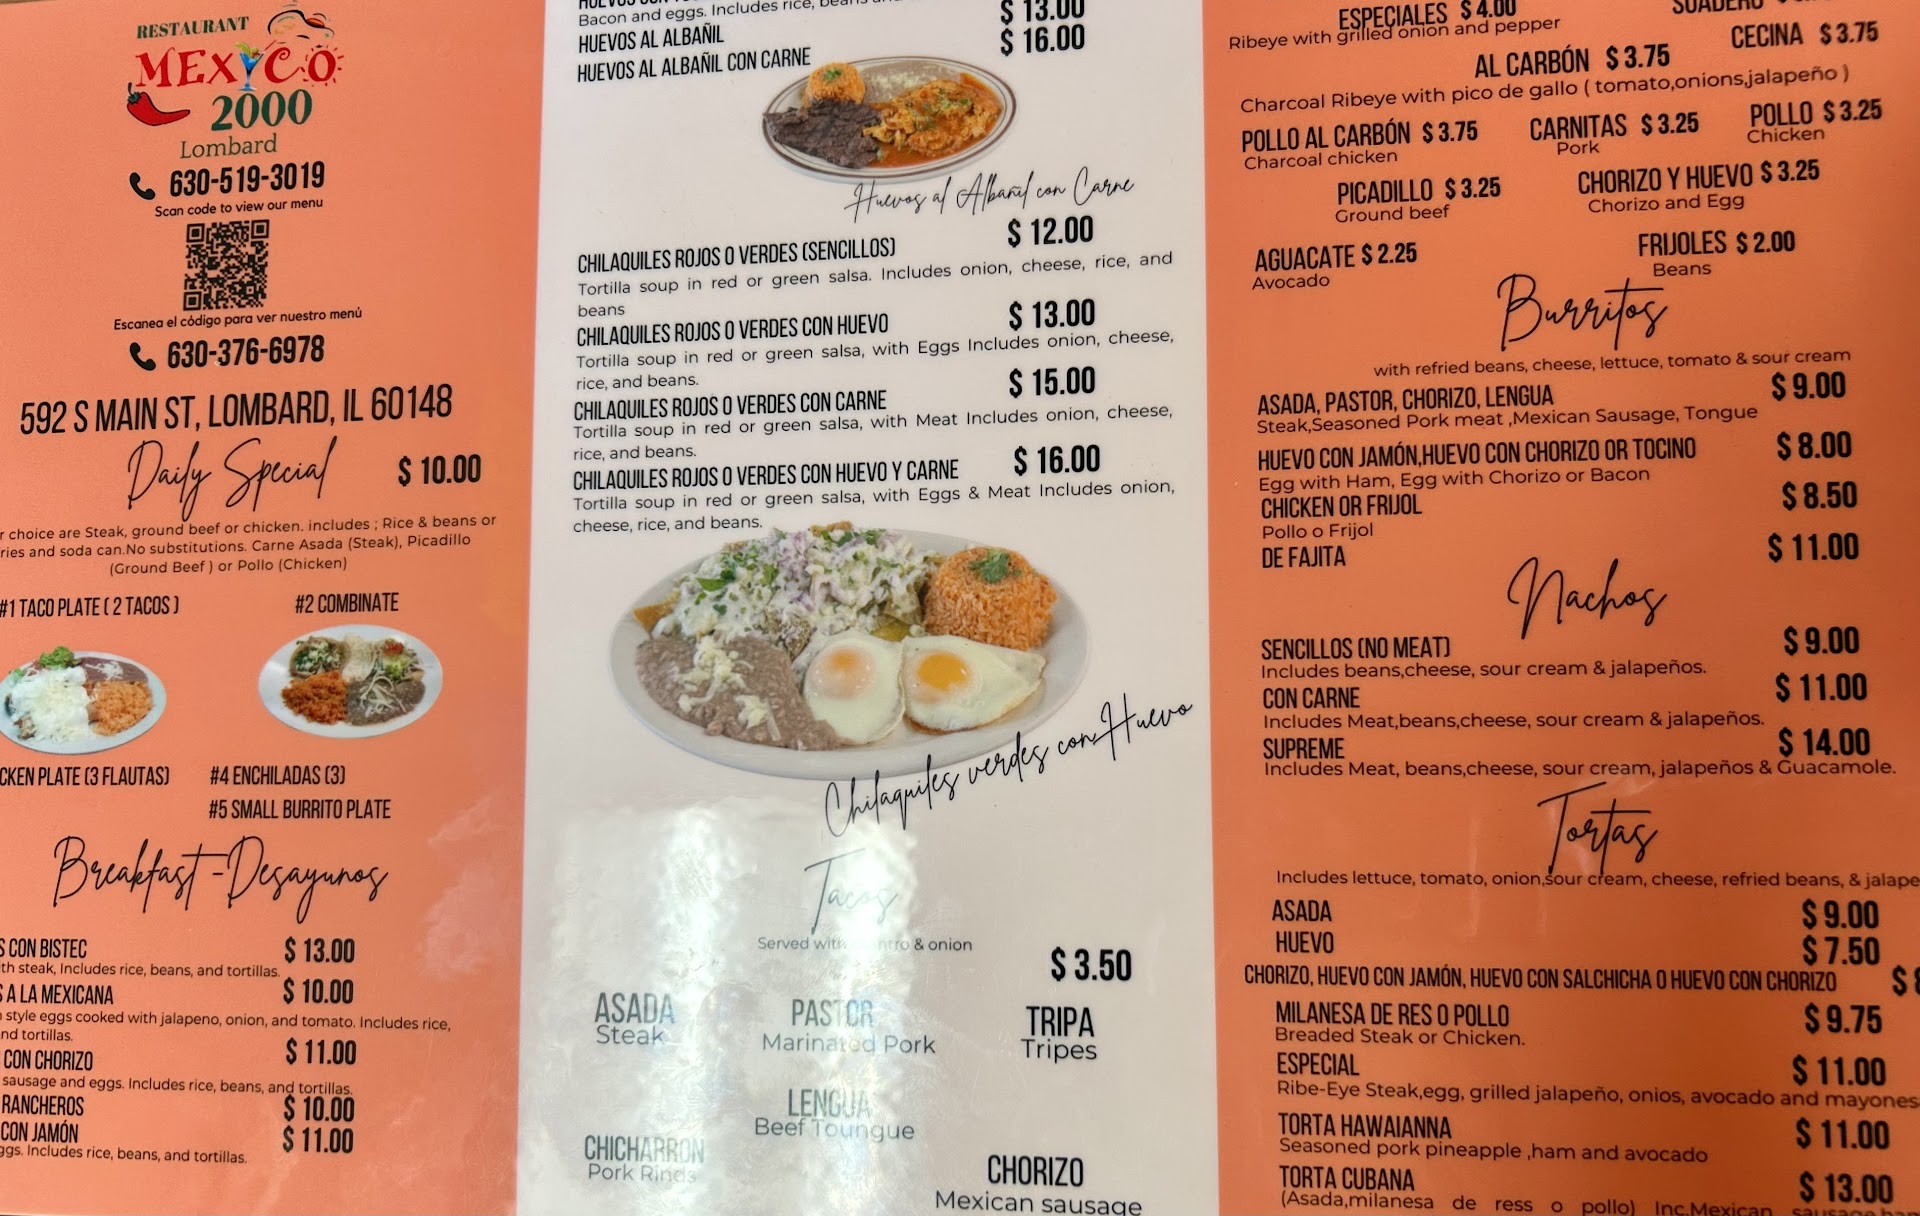 RESTAURANT
MEXICO
2000
Lombard
630-519-3019
Scan code to view our menu
Escanea el código para ver nuestro menú
630-376-6978
592 S MAIN ST, LOMBARD, IL 60148
Daily Special $ 10.00
choice are Steak, ground beef or chicken. includes ; Rice & beans or
and soda can.No substitutions. Carne Asada (Steak), Picadillo
(Ground Beef ) or Pollo (Chicken)
#1 TACO PLATE ( 2 TACOS ) #2 COMBINATE
PLATE (3 FLAUTAS) #4 ENCHILADAS (3)
#5 SMALL BURRITO PLATE
Breakfast -Desayunos
CON BISTEC $ 13.00
steak, Includes rice, beans, and tortillas.
A LA MEXICANA $ 10.00
style eggs cooked with jalapeno, onion, and tomato. Includes rice,
tortillas.
CON CHORIZO $ 11.00
sausage and eggs. Includes rice, beans, and tortillas.
RANCHEROS $ 10.00
CON JAMÓN $ 11.00
Includes rice, beans, and tortillas.
Bacon and eggs. Includes rice, beans
$ 13.00
HUEVOS AL ALBAÑIL
HUEVOS AL ALBAÑIL CON CARNE $ 16.00
Huevos al Albañil con Carne
CHILAQUILES ROJOS O VERDES (SENCILLOS) $ 12.00
Tortilla soup in red or green salsa. Includes onion, cheese, rice, and
beans
CHILAQUILES ROJOS O VERDES CON HUEVO $ 13.00
Tortilla soup in red or green salsa, with Eggs Includes onion, cheese,
rice, and beans.
CHILAQUILES ROJOS O VERDES CON CARNE $ 15.00
Tortilla soup in red or green salsa, with Meat Includes onion, cheese,
rice, and beans.
CHILAQUILES ROJOS O VERDES CON HUEVO Y CARNE $ 16.00
Tortilla soup in red or green salsa, with Eggs & Meat Includes onion,
cheese, rice, and beans.
Chilaquiles verdes con Huevo
Tacos
Served & onion
$ 3.50
ASADA PASTOR TRIPA
Steak Marinated Pork Tripes
LENGUA
Beef Toungue
CHICHARRON
Pork Rinds
CHORIZO
Mexican sausage
ESPECIALES $ 4.00
Ribeye with grilled onion and pepper
CECINA $ 3.75
AL CARBÓN $ 3.75
Charcoal Ribeye with pico de gallo ( tomato,onions,jalapeño )
POLLO AL CARBÓN $ 3.75 CARNITAS $ 3.25 POLLO $ 3.25
Charcoal chicken Pork Chicken
PICADILLO $ 3.25 CHORIZO Y HUEVO $ 3.25
Ground beef Chorizo and Egg
AGUACATE $ 2.25 FRIJOLES $ 2.00
Avocado Beans
Burritos
with refried beans, cheese, lettuce, tomato & sour cream
ASADA, PASTOR, CHORIZO, LENGUA $ 9.00
Steak,Seasoned Pork meat ,Mexican Sausage, Tongue
HUEVO CON JAMÓN,HUEVO CON CHORIZO OR TOCINO $ 8.00
Egg with Ham, Egg with Chorizo or Bacon
CHICKEN OR FRIJOL $ 8.50
Pollo o Frijol
DE FAJITA $ 11.00
Nachos
SENCILLOS (NO MEAT) $ 9.00
Includes beans,cheese, sour cream & jalapeños.
CON CARNE $ 11.00
Includes Meat,beans,cheese, sour cream & jalapeños.
SUPREME $ 14.00
Includes Meat, beans,cheese, sour cream, jalapeños & Guacamole.
Tortas
Includes lettuce, tomato, onion,sour cream, cheese, refried beans, &
ASADA $ 9.00
HUEVO $ 7.50
CHORIZO, HUEVO CON JAMÓN, HUEVO CON SALCHICHA O HUEVO CON CHORIZO $
MILANESA DE RES O POLLO $ 9.75
Breaded Steak or Chicken.
ESPECIAL $ 11.00
Ribe-Eye Steak,egg, grilled jalapeño, onios, avocado and
TORTA HAWAIANNA $ 11.00
Seasoned pork pineapple ,ham and avocado
TORTA CUBANA $ 13.00
(Asada,milanesa de ress o pollo) Inc.Mexican